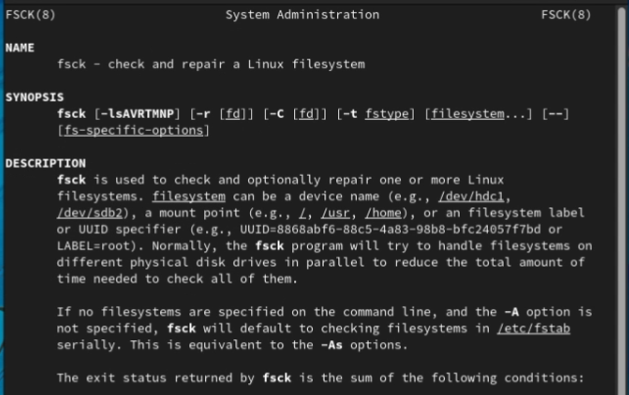 FSCK(8) System Administration FSCK(8)
NAME
fsck - check and repair a Linux filesystem
SYNOPSIS
fsck [-lsAVRTMNP] [-r [fd]] [-C [fd]] [-t fstype] [filesystem...] [--]
[fs-specific-options]
DESCRIPTION
fsck is used to check and optionally repair one or more Linux
filesystems. filesystem can be a device name (e.g., /dev/hdc1,
/dev/sdb2), a mount point (e.g., /, /usr, /home), or an filesystem label
or UUID specifier (e.g., UUID=8868abf6-88c5-4a83-98b8-bfc24057f7bd or
LABEL=root). Normally, the fsck program will try to handle filesystems on
different physical disk drives in parallel to reduce the total amount of
time needed to check all of them.
If no filesystems are specified on the command line, and the -A option is
not specified, fsck will default to checking filesystems in /etc/fstab
serially. This is equivalent to the -As options.
The exit status returned by fsck is the sum of the following conditions: